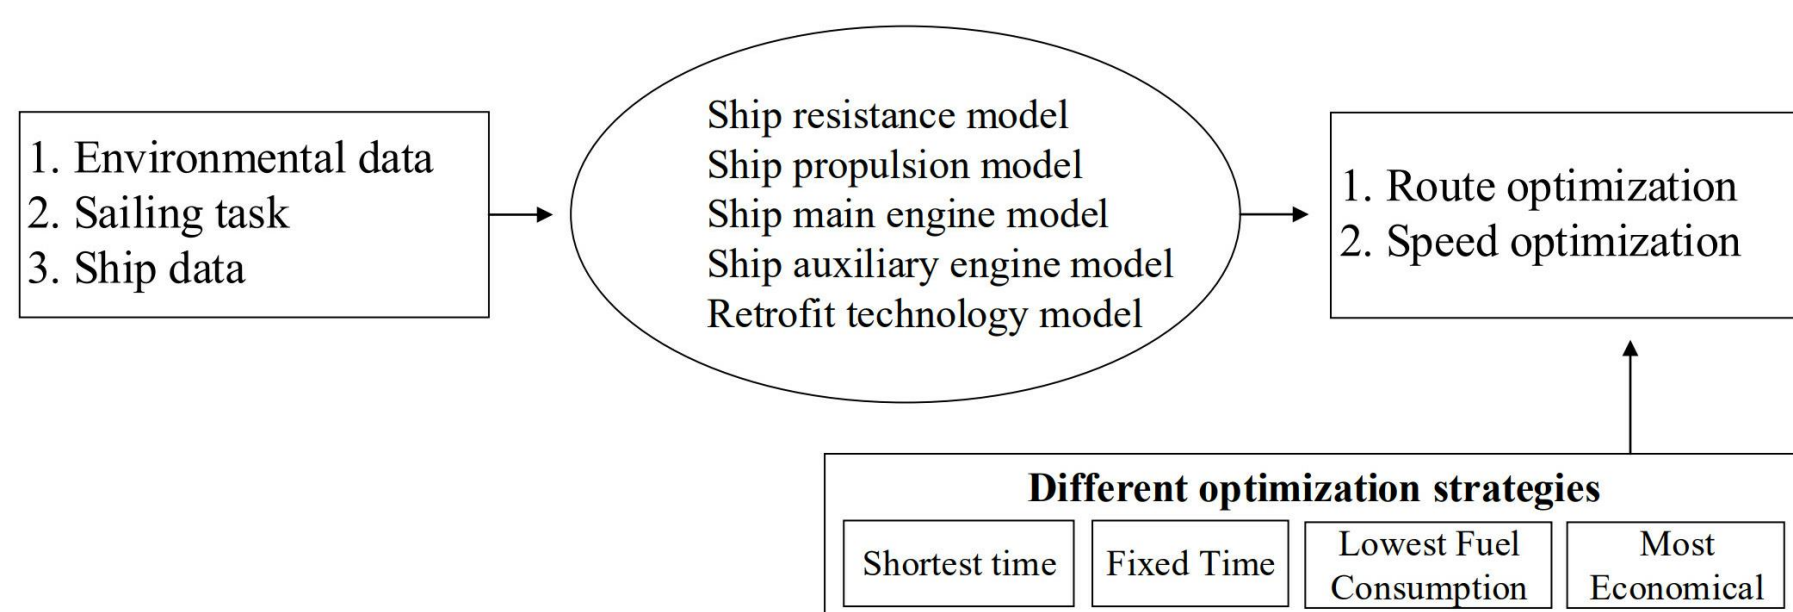 1. Environmental data
2. Sailing task
3. Ship data
Ship resistance model
Ship propulsion model
Ship main engine model
Ship auxiliary engine model
Retrofit technology model
1. Route optimization
2. Speed optimization
Different optimization strategies
Shortest time
Fixed Time
Lowest Fuel
Consumption
Most
Economical